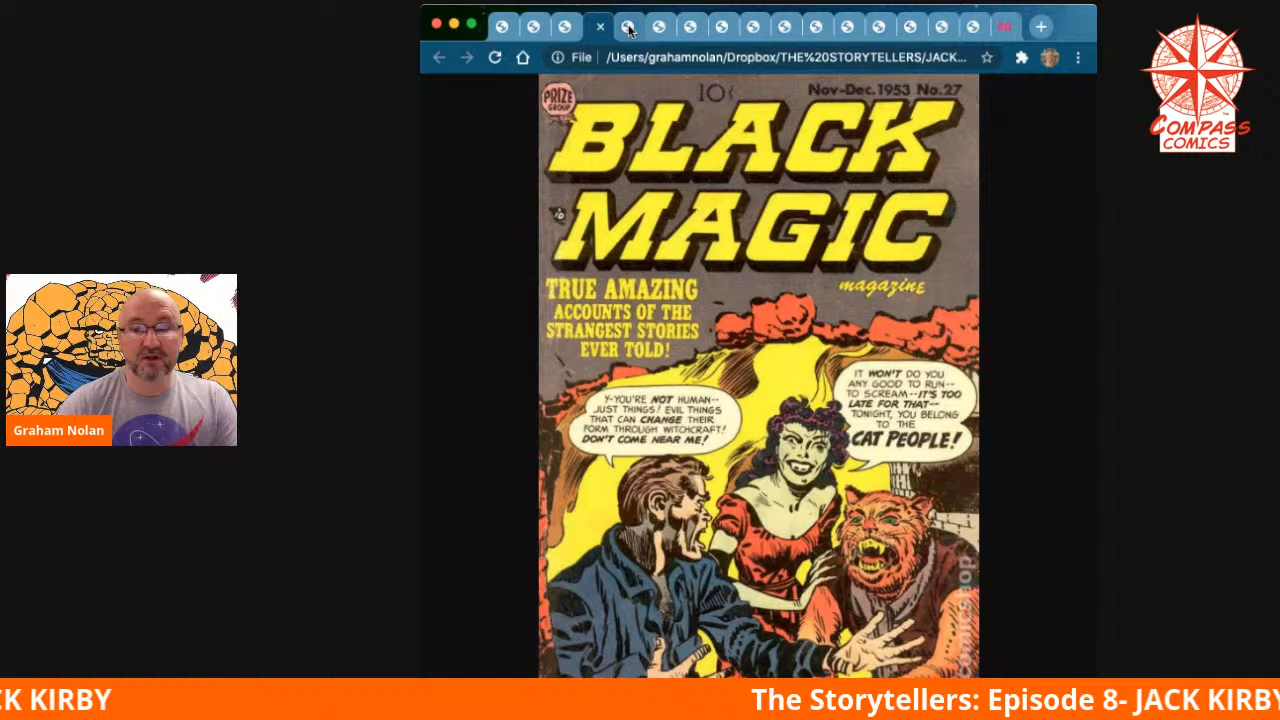 File
/Users/grahamnolan/Dropbox/THE%20STORYTELLERS/JACK...
COMPASS
COMICS
PRIZE
GROUP
10¢
Nov-Dec. 1953 No.27
BLACK
MAGIC
magazine
TRUE AMAZING
ACCOUNTS OF THE
STRANGEST STORIES
EVER TOLD!
Y-YOU'RE NOT HUMAN--
JUST THINGS! EVIL THINGS
THAT CAN CHANGE THEIR
FORM THROUGH WITCHCRAFT!
DON'T COME NEAR ME!
IT WON'T DO YOU
ANY GOOD TO RUN--
TO SCREAM--IT'S TOO
LATE FOR THAT--
TONIGHT, YOU BELONG
TO THE
CAT PEOPLE!
Graham Nolan
CK KIRBY
The Storytellers: Episode 8- JACK KIRBY